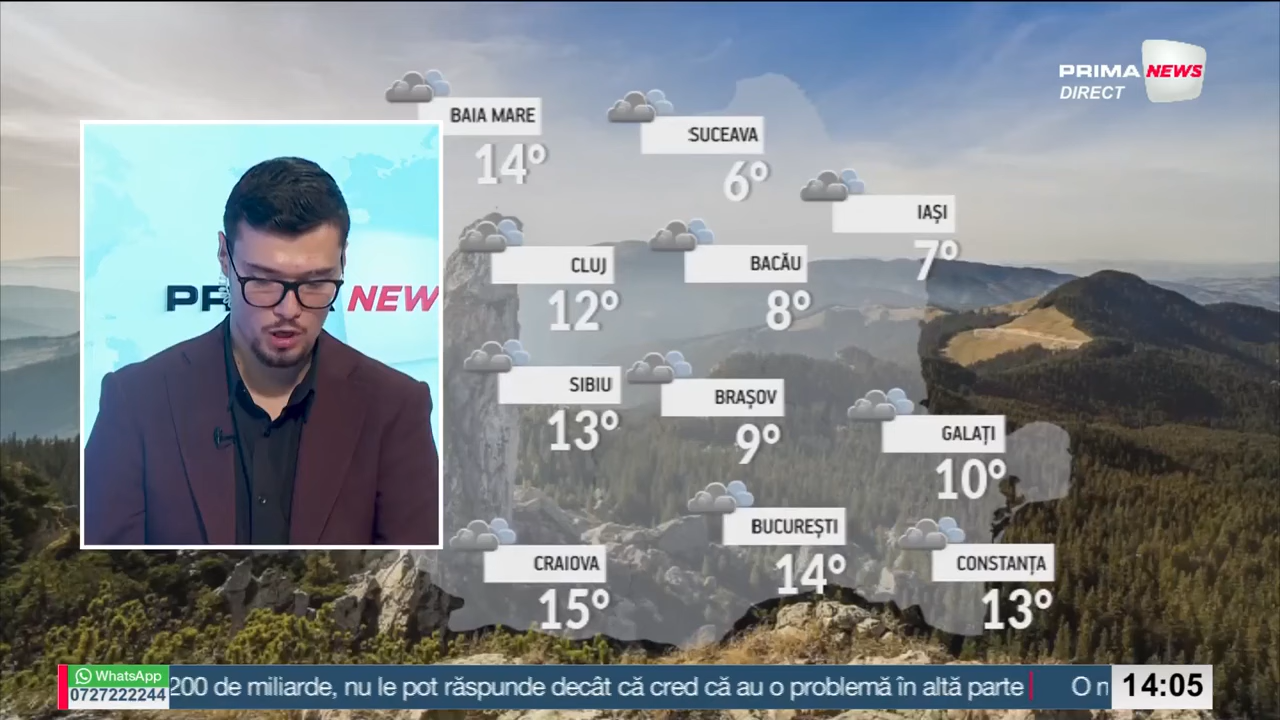 PRIMA NEWS
DIRECT
BAIA MARE
14°
SUCEAVA
6°
IAȘI
7°
CLUJ
12°
BACĂU
8°
SIBIU
13°
BRAȘOV
9°
GALAȚI
10°
BUCUREȘTI
14°
CRAIOVA
15°
CONSTANȚA
13°
NEW
WhatsApp
0727222244
200 de miliarde, nu le pot răspunde decât că cred că au o problemă în altă parte
14:05